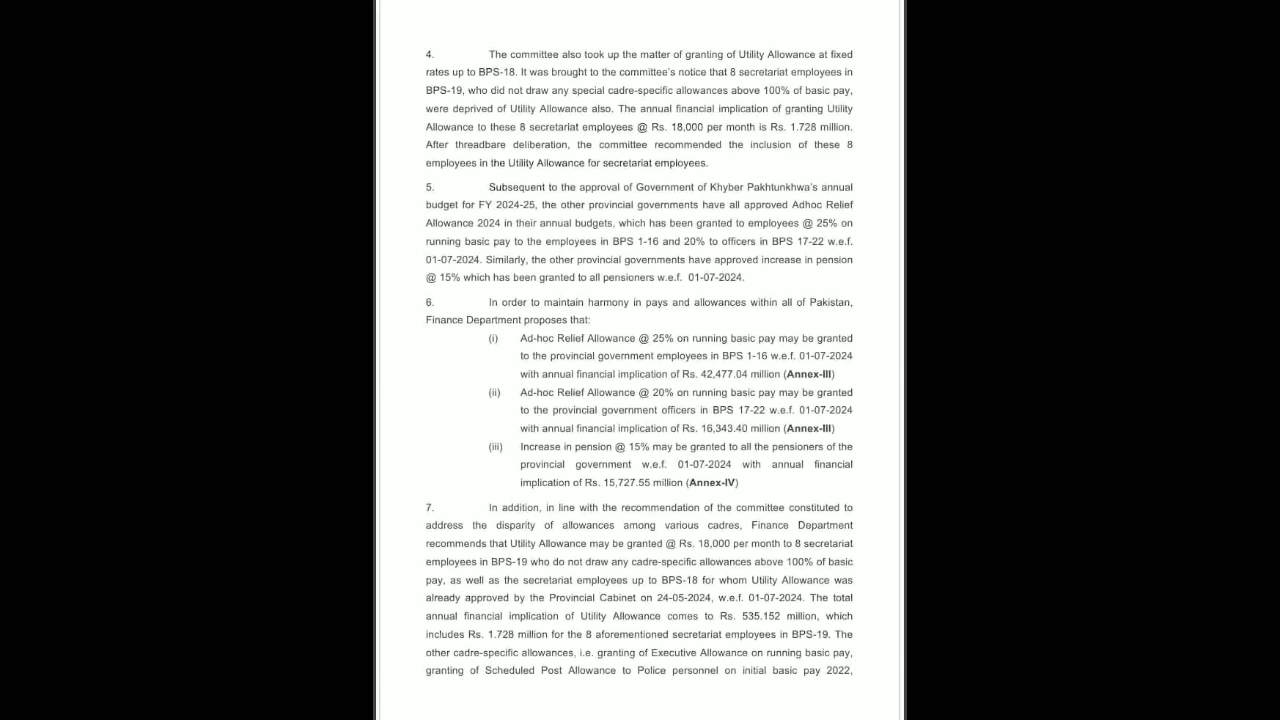 4. The committee also took up the matter of granting of Utility Allowance at fixed
rates up to BPS-18. It was brought to the committee's notice that 8 secretariat employees in
BPS-19, who did not draw any special cadre-specific allowances above 100% of basic pay,
were deprived of Utility Allowance also. The annual financial implication of granting Utility
Allowance to these 8 secretariat employees @ Rs. 18,000 per month is Rs. 1.728 million.
After threadbare deliberation, the committee recommended the inclusion of these 8
employees in the Utility Allowance for secretariat employees.
5. Subsequent to the approval of Government of Khyber Pakhtunkhwa's annual
budget for FY 2024-25, the other provincial governments have all approved Adhoc Relief
Allowance 2024 in their annual budgets, which has been granted to employees @ 25% on
running basic pay to the employees in BPS 1-16 and 20% to officers in BPS 17-22 w.e.f.
01-07-2024. Similarly, the other provincial governments have approved increase in pension
@ 15% which has been granted to all pensioners w.e.f. 01-07-2024.
6. In order to maintain harmony in pays and allowances within all of Pakistan,
Finance Department proposes that:
(i) Ad-hoc Relief Allowance @ 25% on running basic pay may be granted
to the provincial government employees in BPS 1-16 w.e.f. 01-07-2024
with annual financial implication of Rs. 42,477.04 million (Annex-III)
(ii) Ad-hoc Relief Allowance @ 20% on running basic pay may be granted
to the provincial government officers in BPS 17-22 w.e.f. 01-07-2024
with annual financial implication of Rs. 16,343.40 million (Annex-III)
(iii) Increase in pension @ 15% may be granted to all the pensioners of the
provincial government w.e.f. 01-07-2024 with annual financial
implication of Rs. 15,727.55 million (Annex-IV)
7. In addition, in line with the recommendation of the committee constituted to
address the disparity of allowances among various cadres, Finance Department
recommends that Utility Allowance may be granted @ Rs. 18,000 per month to 8 secretariat
employees in BPS-19 who do not draw any cadre-specific allowances above 100% of basic
pay, as well as the secretariat employees up to BPS-18 for whom Utility Allowance was
already approved by the Provincial Cabinet on 24-05-2024, w.e.f. 01-07-2024. The total
annual financial implication of Utility Allowance comes to Rs. 535.152 million, which
includes Rs. 1.728 million for the 8 aforementioned secretariat employees in BPS-19. The
other cadre-specific allowances, i.e. granting of Executive Allowance on running basic pay,
granting of Scheduled Post Allowance to Police personnel on initial basic pay 2022,